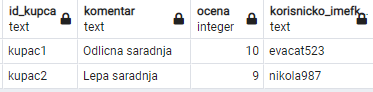 id_kupca komentar ocena korisnicko_imefk
text text integer text
kupac1 Odlicna saradnja 10 evacat523
kupac2 Lepa saradnja 9 nikola987